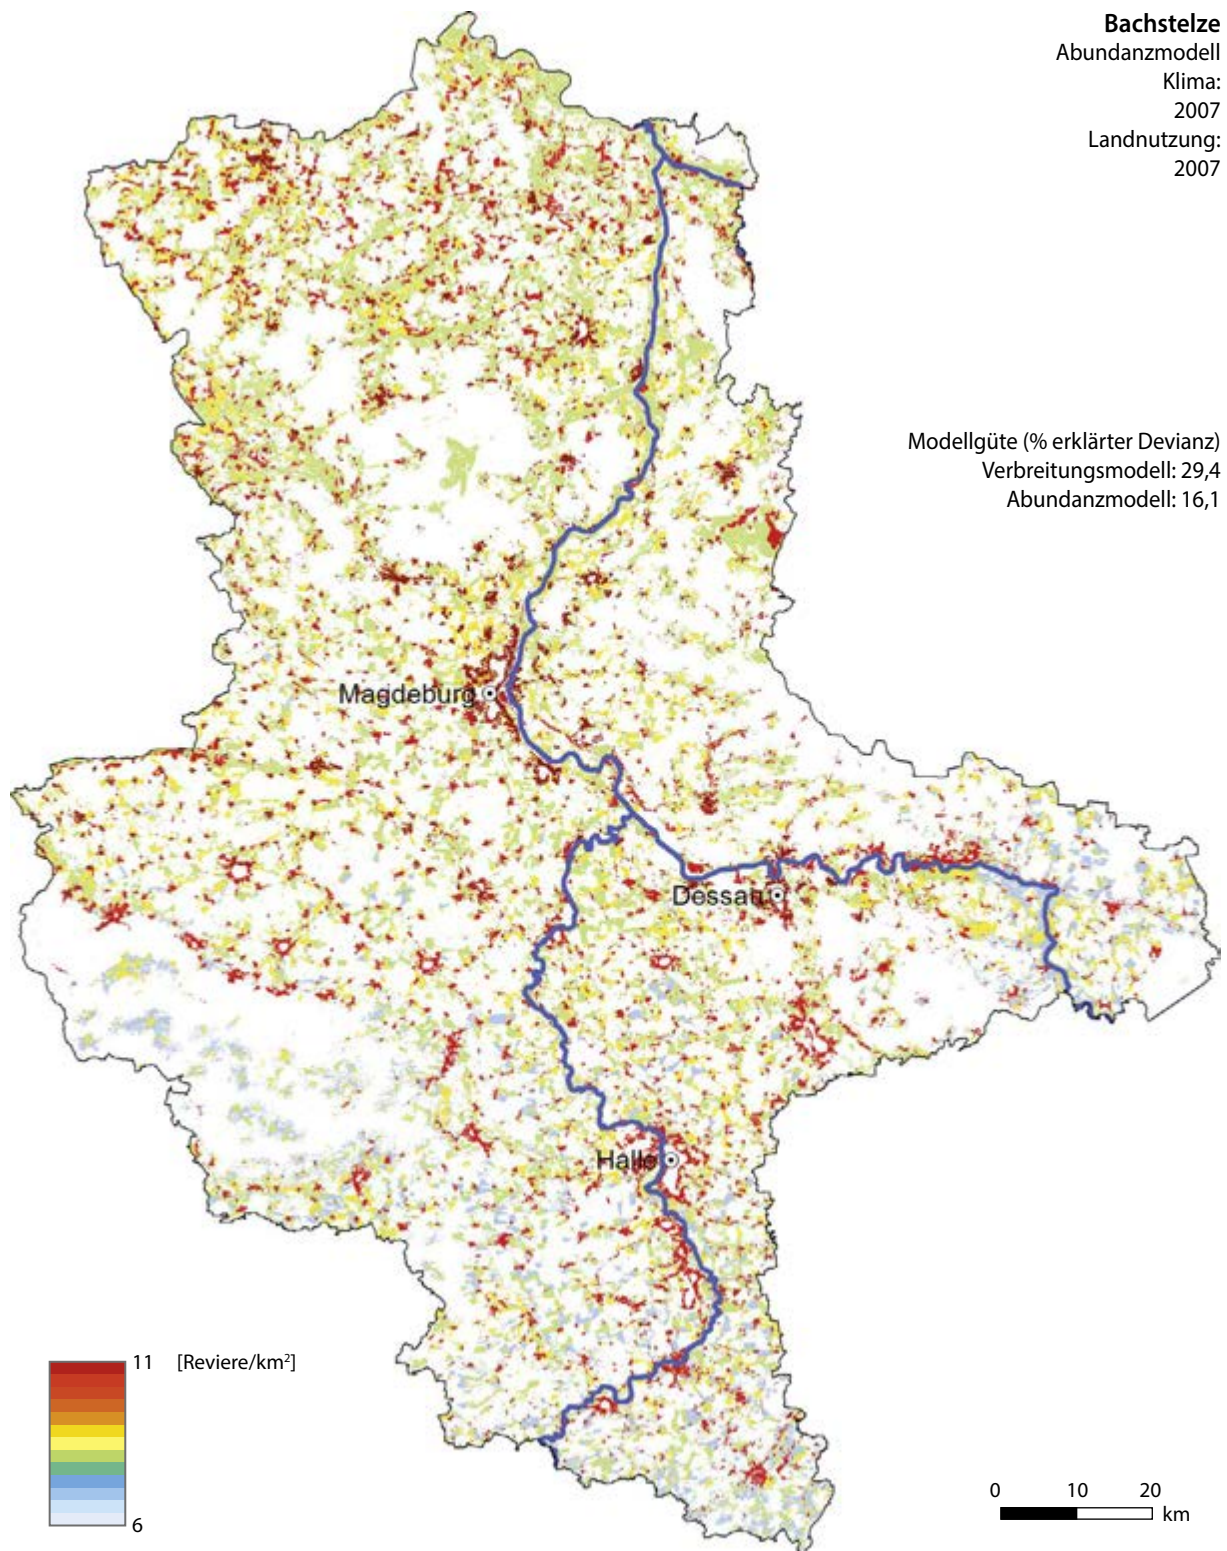 Bachstelze
Abundanzmodell
Klima:
2007
Landnutzung:
2007
Modellgüte (% erklärter Devianz)
Verbreitungsmodell: 29,4
Abundanzmodell: 16,1
Magdeburg
Dessau
Halle
11 [Reviere/km²]
6
0 10 20
km